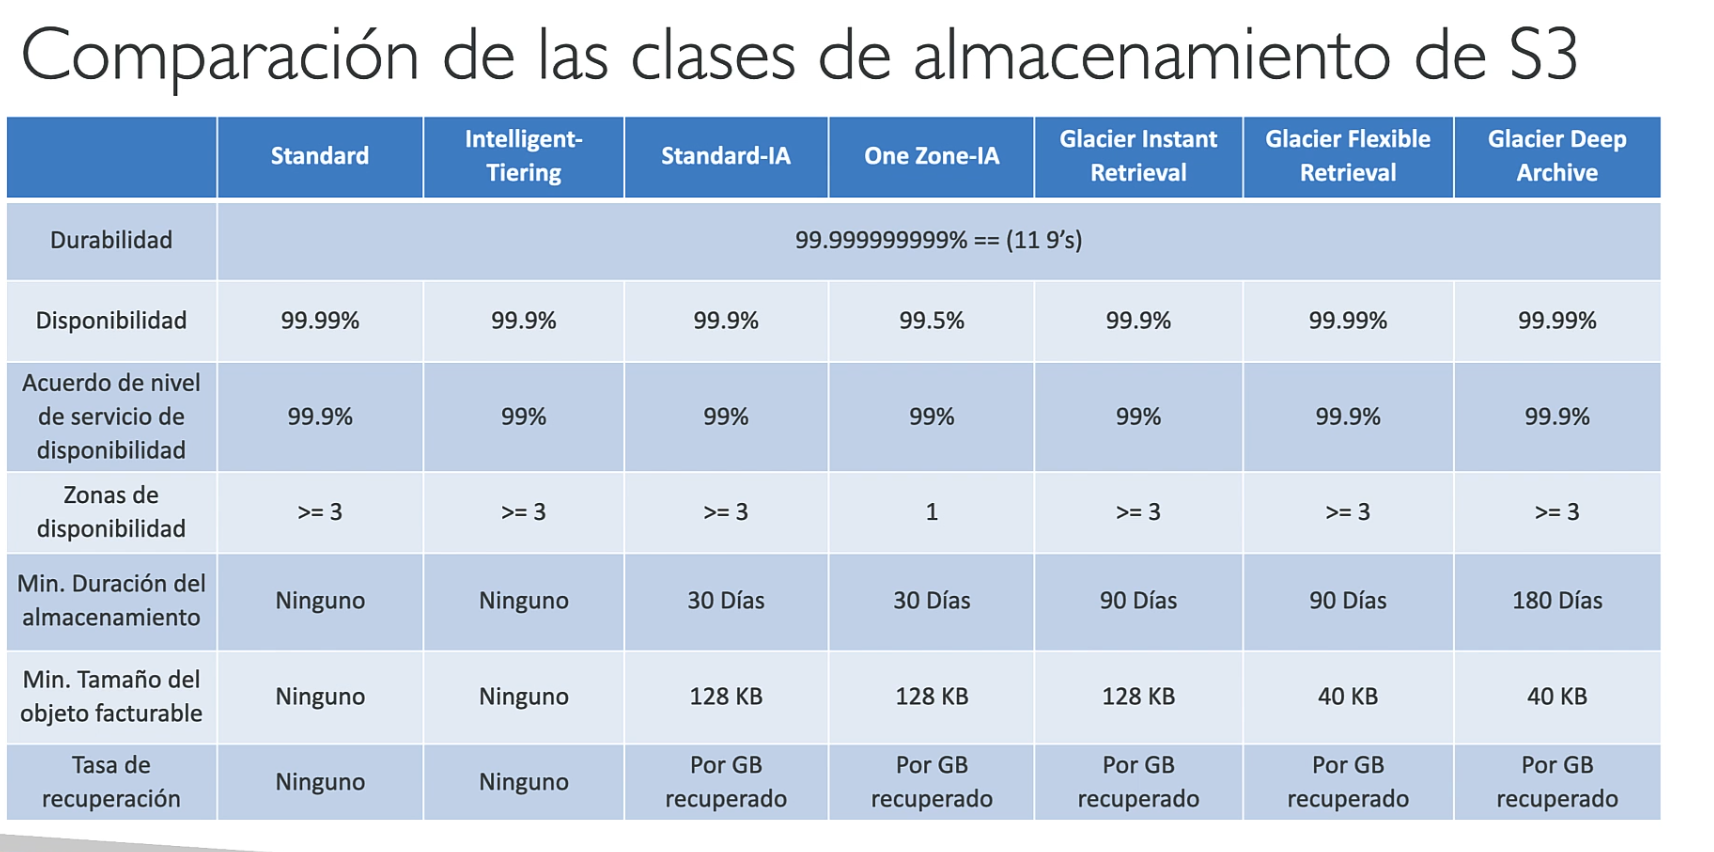 Comparación de las clases de almacenamiento de S3
Standard
Intelligent-
Tiering
Standard-IA
One Zone-IA
Glacier Instant
Retrieval
Glacier Flexible
Retrieval
Glacier Deep
Archive
Durabilidad
99.999999999% == (11 9’s)
Disponibilidad
99.99%
99.9%
99.9%
99.5%
99.9%
99.99%
99.99%
Acuerdo de nivel
de servicio de
disponibilidad
99.9%
99%
99%
99%
99%
99.9%
99.9%
Zonas de
disponibilidad
>= 3
>= 3
>= 3
1
>= 3
>= 3
>= 3
Min. Duración del
almacenamiento
Ninguno
Ninguno
30 Días
30 Días
90 Días
90 Días
180 Días
Min. Tamaño del
objeto facturable
Ninguno
Ninguno
128 KB
128 KB
128 KB
40 KB
40 KB
Tasa de
recuperación
Ninguno
Ninguno
Por GB
recuperado
Por GB
recuperado
Por GB
recuperado
Por GB
recuperado
Por GB
recuperado